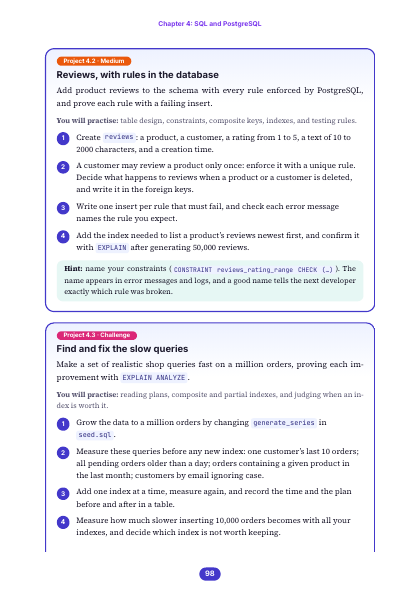 Chapter 4: SQL and PostgreSQL
Project 4.2 · Medium
Reviews, with rules in the database
Add product reviews to the schema with every rule enforced by PostgreSQL,
and prove each rule with a failing insert.
You will practise: table design, constraints, composite keys, indexes, and testing rules.
1 Create reviews: a product, a customer, a rating from 1 to 5, a text of 10 to
2000 characters, and a creation time.
2 A customer may review a product only once: enforce it with a unique rule.
Decide what happens to reviews when a product or a customer is deleted,
and write it in the foreign keys.
3 Write one insert per rule that must fail, and check each error message
names the rule you expect.
4 Add the index needed to list a product's reviews newest first, and confirm it
with EXPLAIN after generating 50,000 reviews.
Hint: name your constraints (CONSTRAINT reviews_rating_range CHECK (…)). The
name appears in error messages and logs, and a good name tells the next developer
exactly which rule was broken.
Project 4.3 · Challenge
Find and fix the slow queries
Make a set of realistic shop queries fast on a million orders, proving each im-
provement with EXPLAIN ANALYZE.
You will practise: reading plans, composite and partial indexes, and judging when an in-
dex is worth it.
1 Grow the data to a million orders by changing generate_series in
seed.sql.
2 Measure these queries before any new index: one customer's last 10 orders;
all pending orders older than a day; orders containing a given product in
the last month; customers by email ignoring case.
3 Add one index at a time, measure again, and record the time and the plan
before and after in a table.
4 Measure how much slower inserting 10,000 orders becomes with all your
indexes, and decide which index is not worth keeping.
98